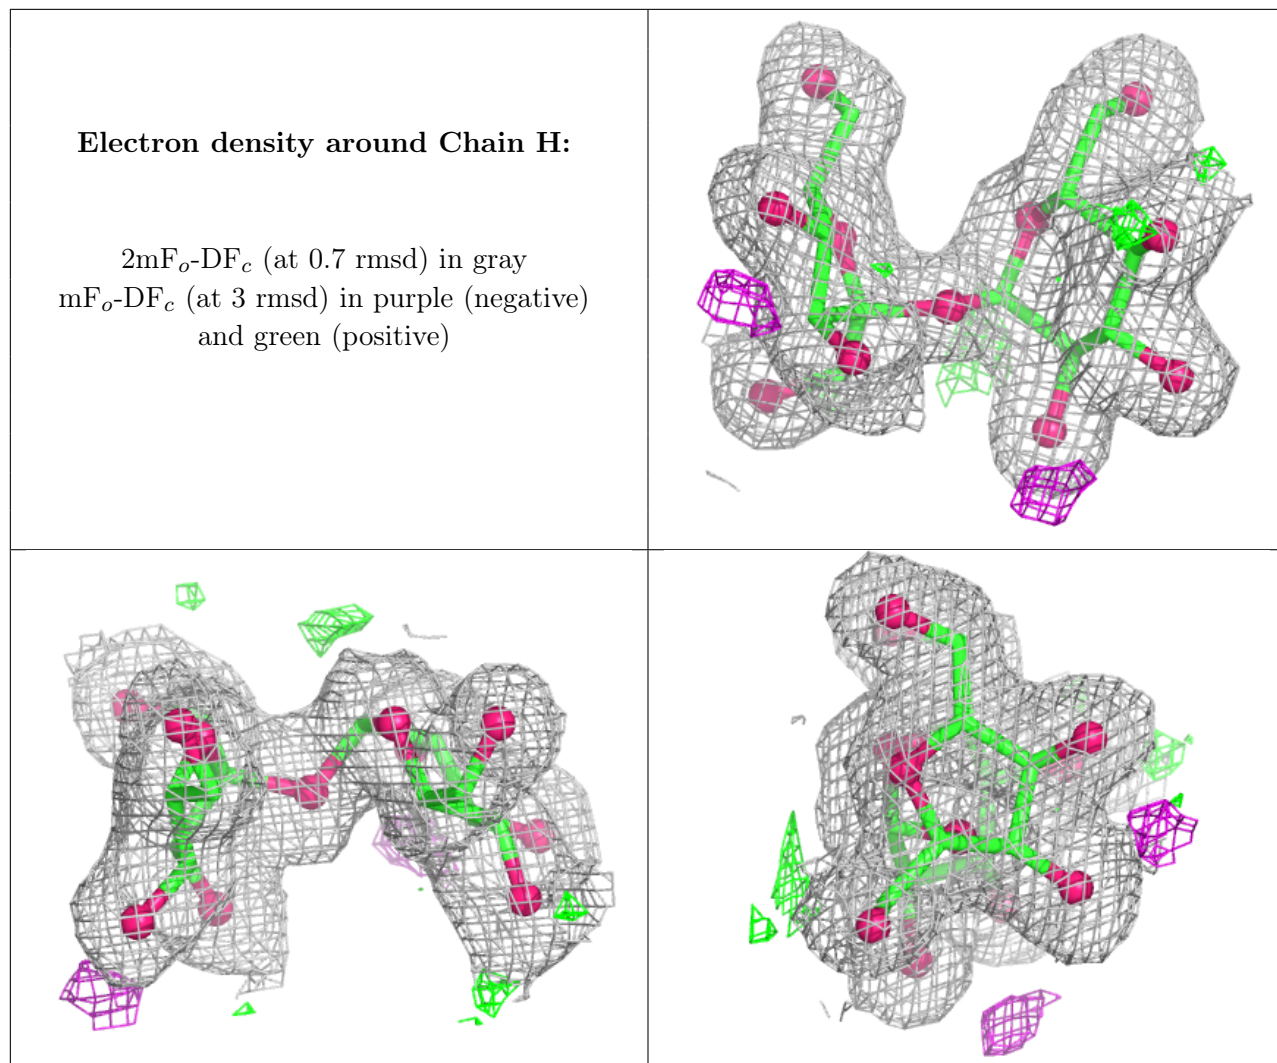 Electron density around Chain H:
2mFo-DFc (at 0.7 rmsd) in gray
mFo-DFc (at 3 rmsd) in purple (negative)
and green (positive)